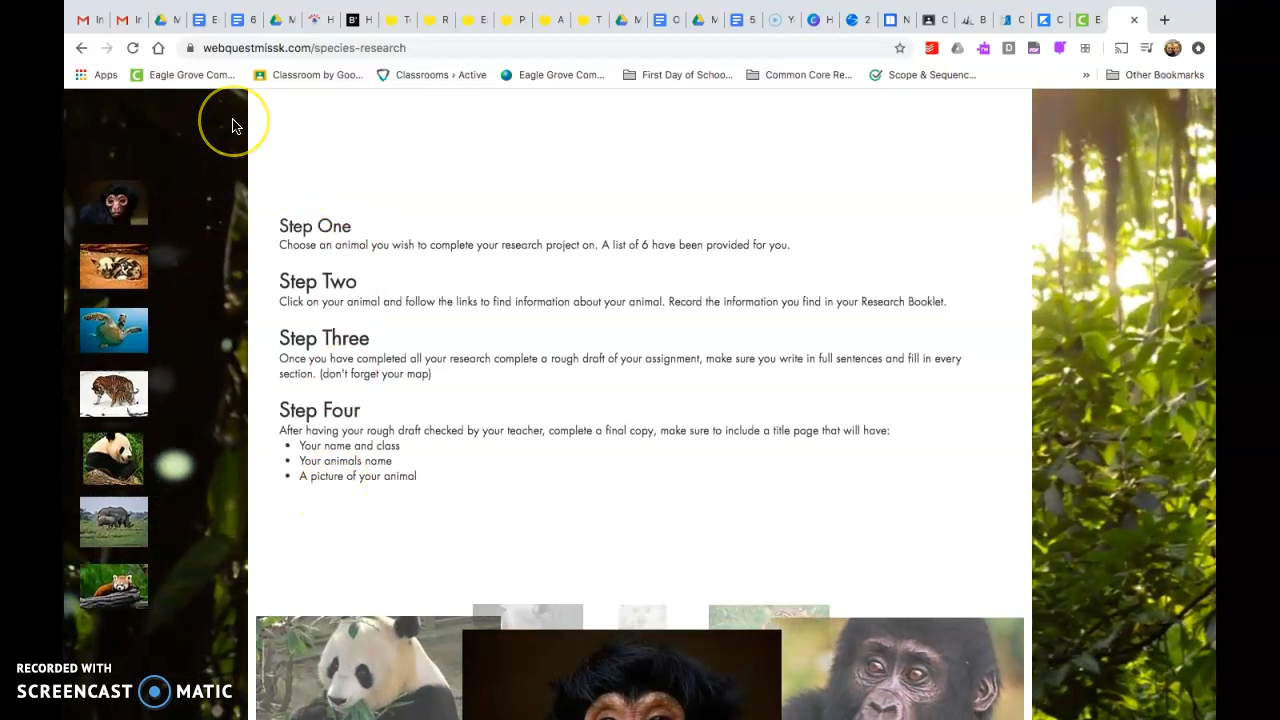 In
In
M
E
6
M
H
B' H
T
R
E
P
A
T
M
C
M
5
Y
H
2
N
C
B
C
C
E
webquestmissk.com/species-research
Apps
Eagle Grove Com...
Classroom by Goo...
Classrooms › Active
Eagle Grove Com...
First Day of Schoo...
Common Core Re...
Scope & Sequenc...
»
Other Bookmarks
Step One
Choose an animal you wish to complete your research project on. A list of 6 have been provided for you.
Step Two
Click on your animal and follow the links to find information about your animal. Record the information you find in your Research Booklet.
Step Three
Once you have completed all your research complete a rough draft of your assignment, make sure you write in full sentences and fill in every
section. (don't forget your map)
Step Four
After having your rough draft checked by your teacher, complete a final copy, make sure to include a title page that will have:
• Your name and class
• Your animals name
• A picture of your animal
RECORDED WITH
SCREENCAST MATIC